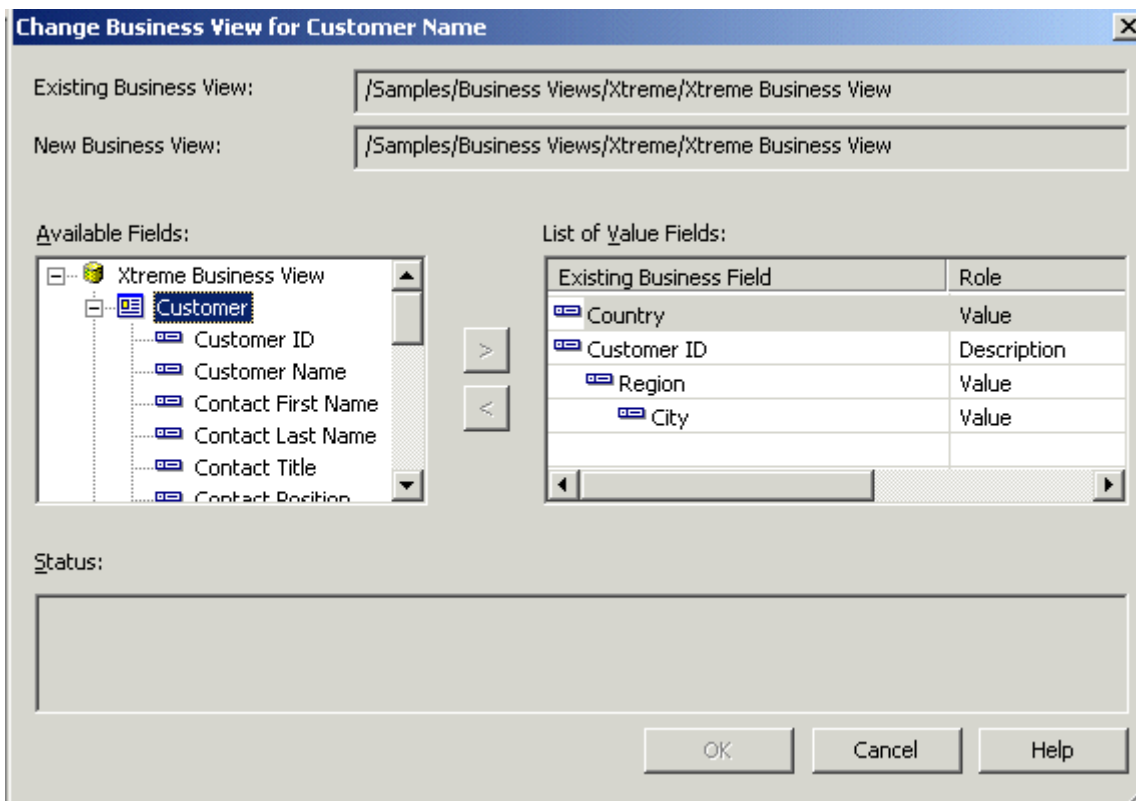 Change Business View for Customer Name
Existing Business View:
/Samples/Business Views/Xtreme/Xtreme Business View
New Business View:
/Samples/Business Views/Xtreme/Xtreme Business View
Available Fields:
Xtreme Business View
Customer
Customer ID
Customer Name
Contact First Name
Contact Last Name
Contact Title
Contact Position
>
<
List of Value Fields:
Existing Business Field Role
Country Value
Customer ID Description
Region Value
City Value
Status:
OK Cancel Help